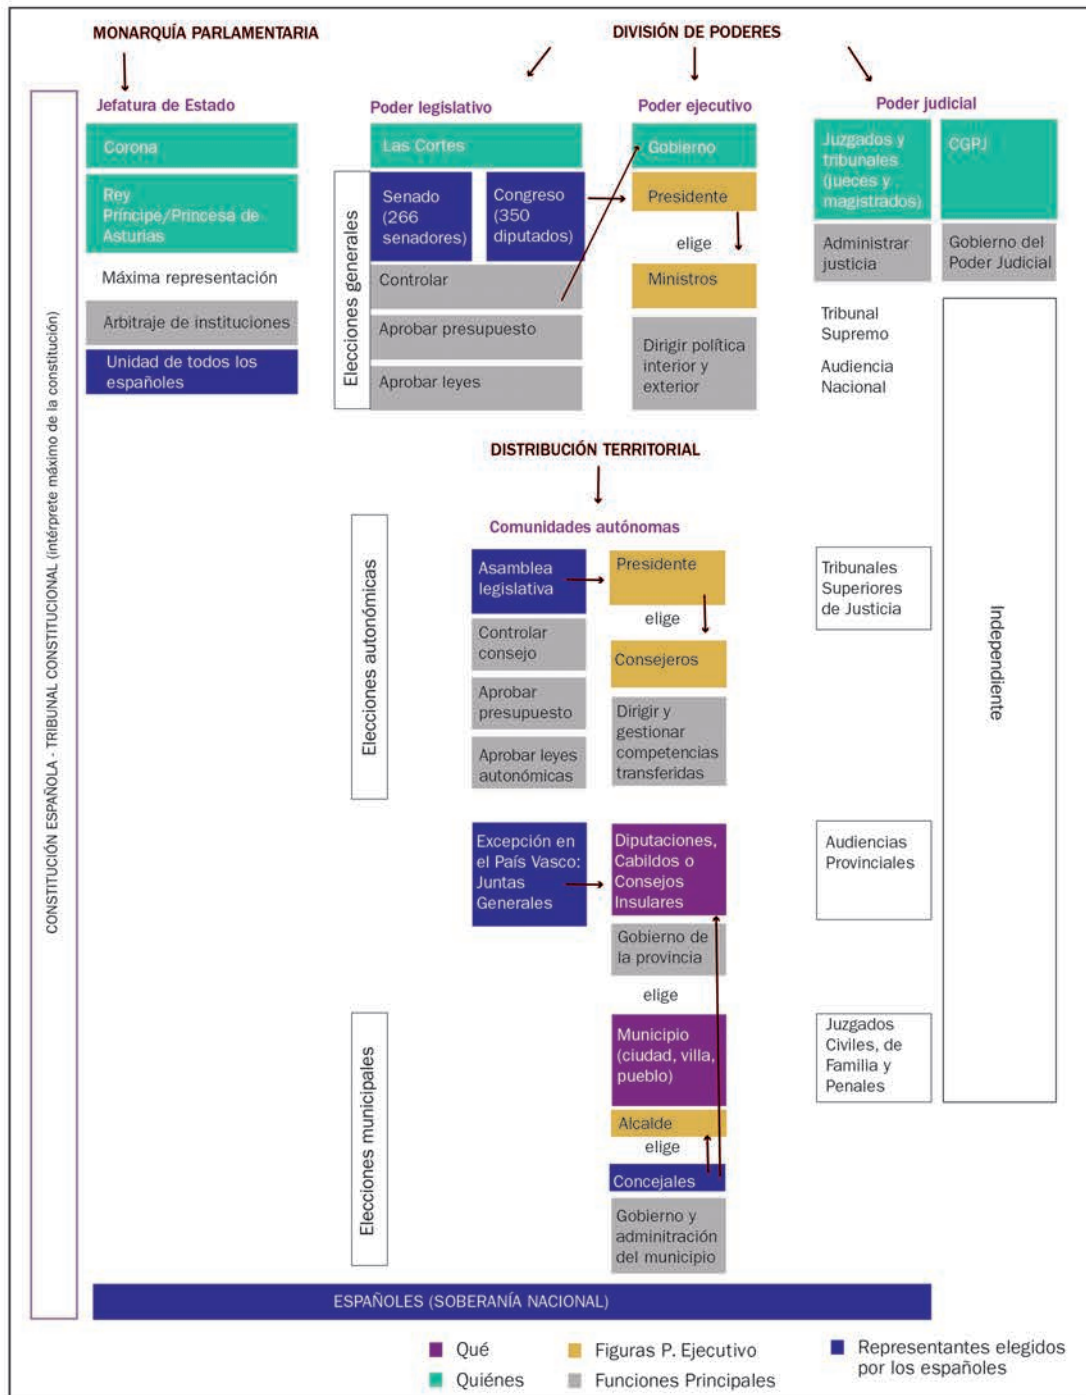 MONARQUÍA PARLAMENTARIA
DIVISIÓN DE PODERES
CONSTITUCIÓN ESPAÑOLA - TRIBUNAL CONSTITUCIONAL (intérprete máximo de la constitución)
Jefatura de Estado
Corona
Rey
Príncipe/Princesa de
Asturias
Máxima representación
Arbitraje de instituciones
Unidad de todos los
españoles
Elecciones generales
Poder legislativo
Las Cortes
Senado
(266
senadores)
Congreso
(350
diputados)
Controlar
Aprobar presupuesto
Aprobar leyes
Poder ejecutivo
Gobierno
Presidente
elige
Ministros
Dirigir política
interior y
exterior
Poder judicial
Juzgados y
tribunales
(jueces y
magistrados)
CGPJ
Administrar
justicia
Gobierno del
Poder Judicial
Tribunal
Supremo
Audiencia
Nacional
DISTRIBUCIÓN TERRITORIAL
Comunidades autónomas
Elecciones autonómicas
Asamblea
legislativa
Controlar
consejo
Aprobar
presupuesto
Aprobar leyes
autonómicas
Presidente
elige
Consejeros
Dirigir y
gestionar
competencias
transferidas
Tribunales
Superiores
de Justicia
Independiente
Excepción en
el País Vasco:
Juntas
Generales
Diputaciones,
Cabildos o
Consejos
Insulares
Gobierno de
la provincia
elige
Audiencias
Provinciales
Elecciones municipales
Municipio
(ciudad, villa,
pueblo)
Alcalde
elige
Concejales
Gobierno y
adminitración
del municipio
Juzgados
Civiles, de
Familia y
Penales
ESPAÑOLES (SOBERANÍA NACIONAL)
Qué
Quiénes
Figuras P. Ejecutivo
Funciones Principales
Representantes elegidos
por los españoles